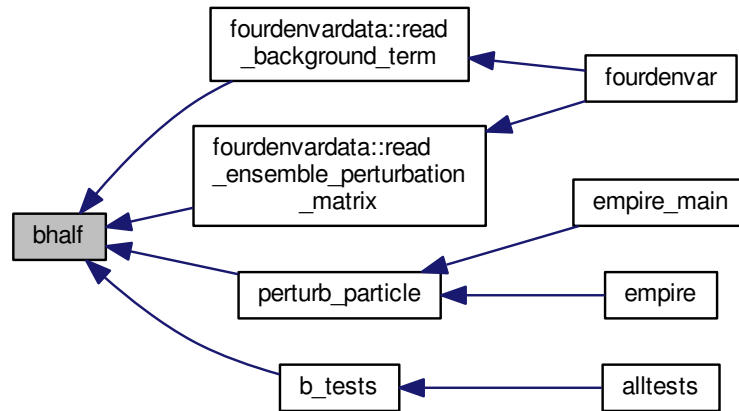 fourdenvardata::read
_background_term
fourdenvar
fourdenvardata::read
_ensemble_perturbation
_matrix
empire_main
bhalf
perturb_particle
empire
b_tests
alltests